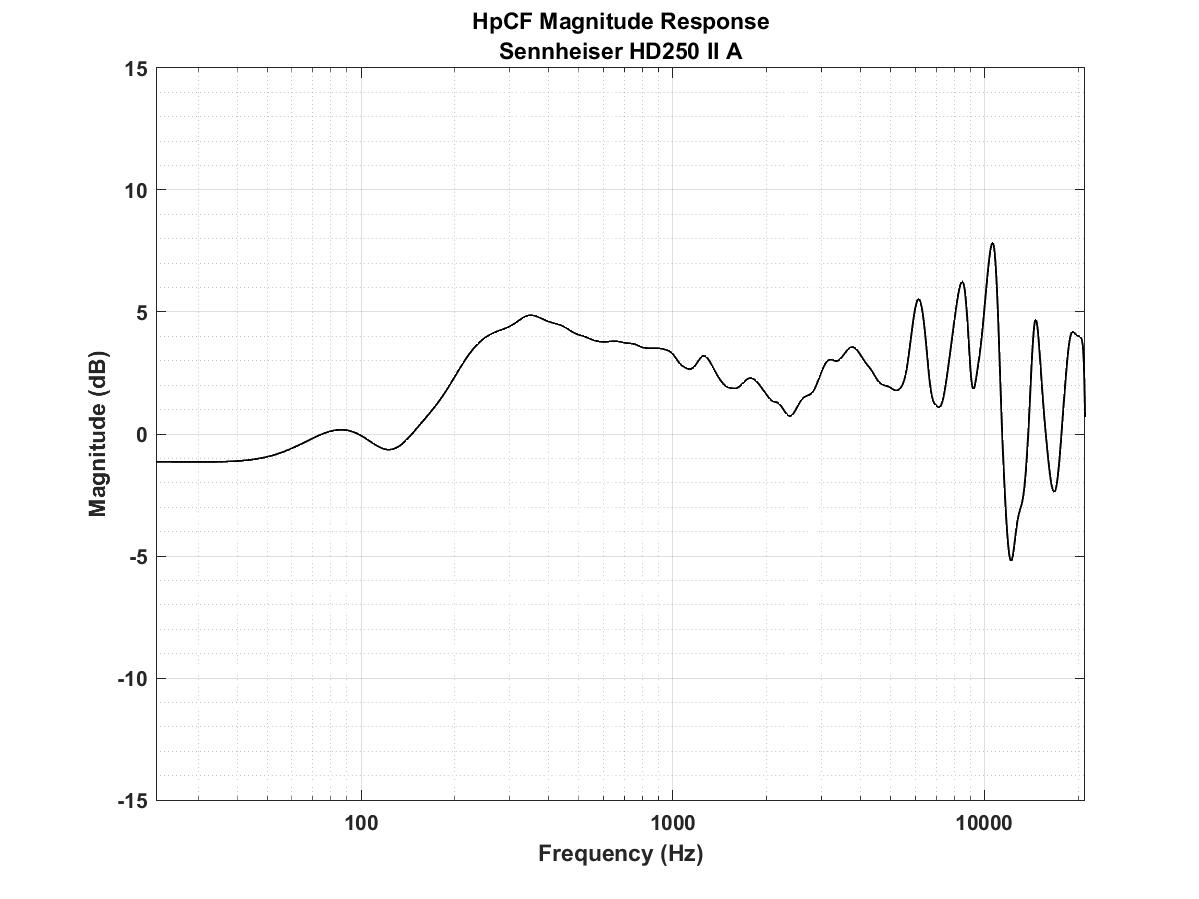 HpCF Magnitude Response
Sennheiser HD250 II A
15
10
5
0
-5
-10
-15
Magnitude (dB)
100
1000
10000
Frequency (Hz)